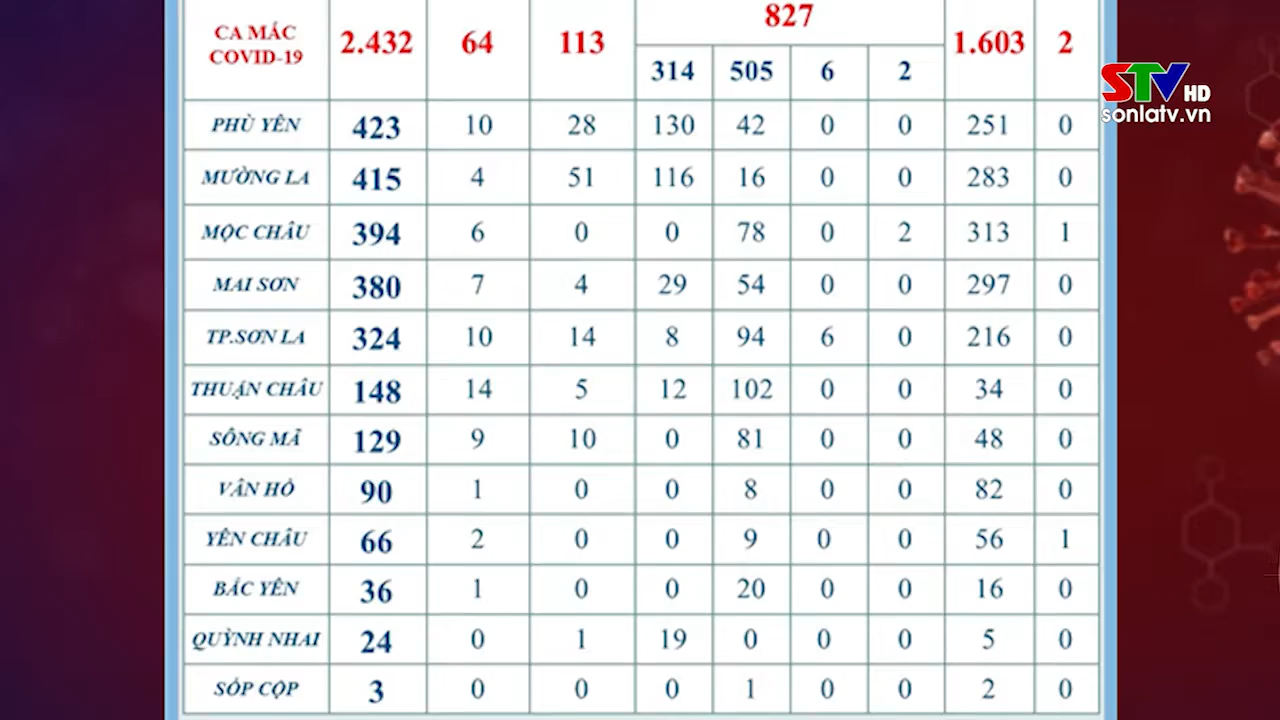 CA MẮC COVID-19 2.432 64 113 827 1.603 2
314 505 6 2
PHÙ YÊN 423 10 28 130 42 0 0 251 0
MƯỜNG LA 415 4 51 116 16 0 0 283 0
MỘC CHÂU 394 6 0 0 78 0 2 313 1
MAI SƠN 380 7 4 29 54 0 0 297 0
TP.SƠN LA 324 10 14 8 94 6 0 216 0
THUẬN CHÂU 148 14 5 12 102 0 0 34 0
SÔNG MÃ 129 9 10 0 81 0 0 48 0
VÂN HỒ 90 1 0 0 8 0 0 82 0
YÊN CHÂU 66 2 0 0 9 0 0 56 1
BẮC YÊN 36 1 0 0 20 0 0 16 0
QUỲNH NHAI 24 0 1 19 0 0 0 5 0
SỐP CỘP 3 0 0 0 1 0 0 2 0
STV HD
sonlatv.vn